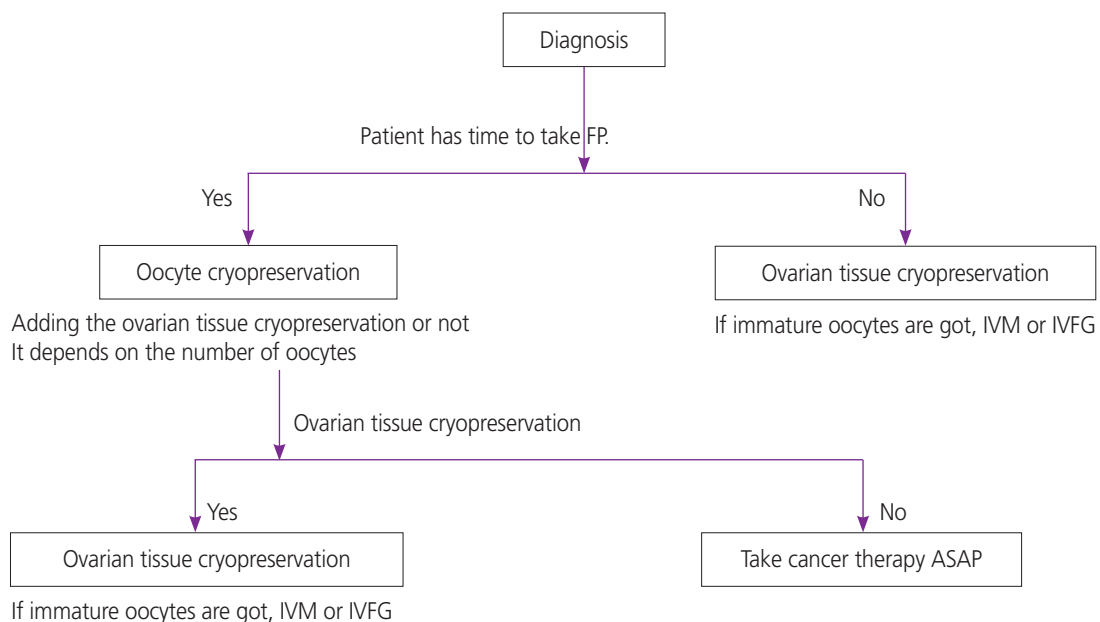 Diagnosis
Patient has time to take FP.
Yes
No
Oocyte cryopreservation
Ovarian tissue cryopreservation
Adding the ovarian tissue cryopreservation or not
It depends on the number of oocytes
If immature oocytes are got, IVM or IVFG
Ovarian tissue cryopreservation
Yes
No
Ovarian tissue cryopreservation
Take cancer therapy ASAP
If immature oocytes are got, IVM or IVFG